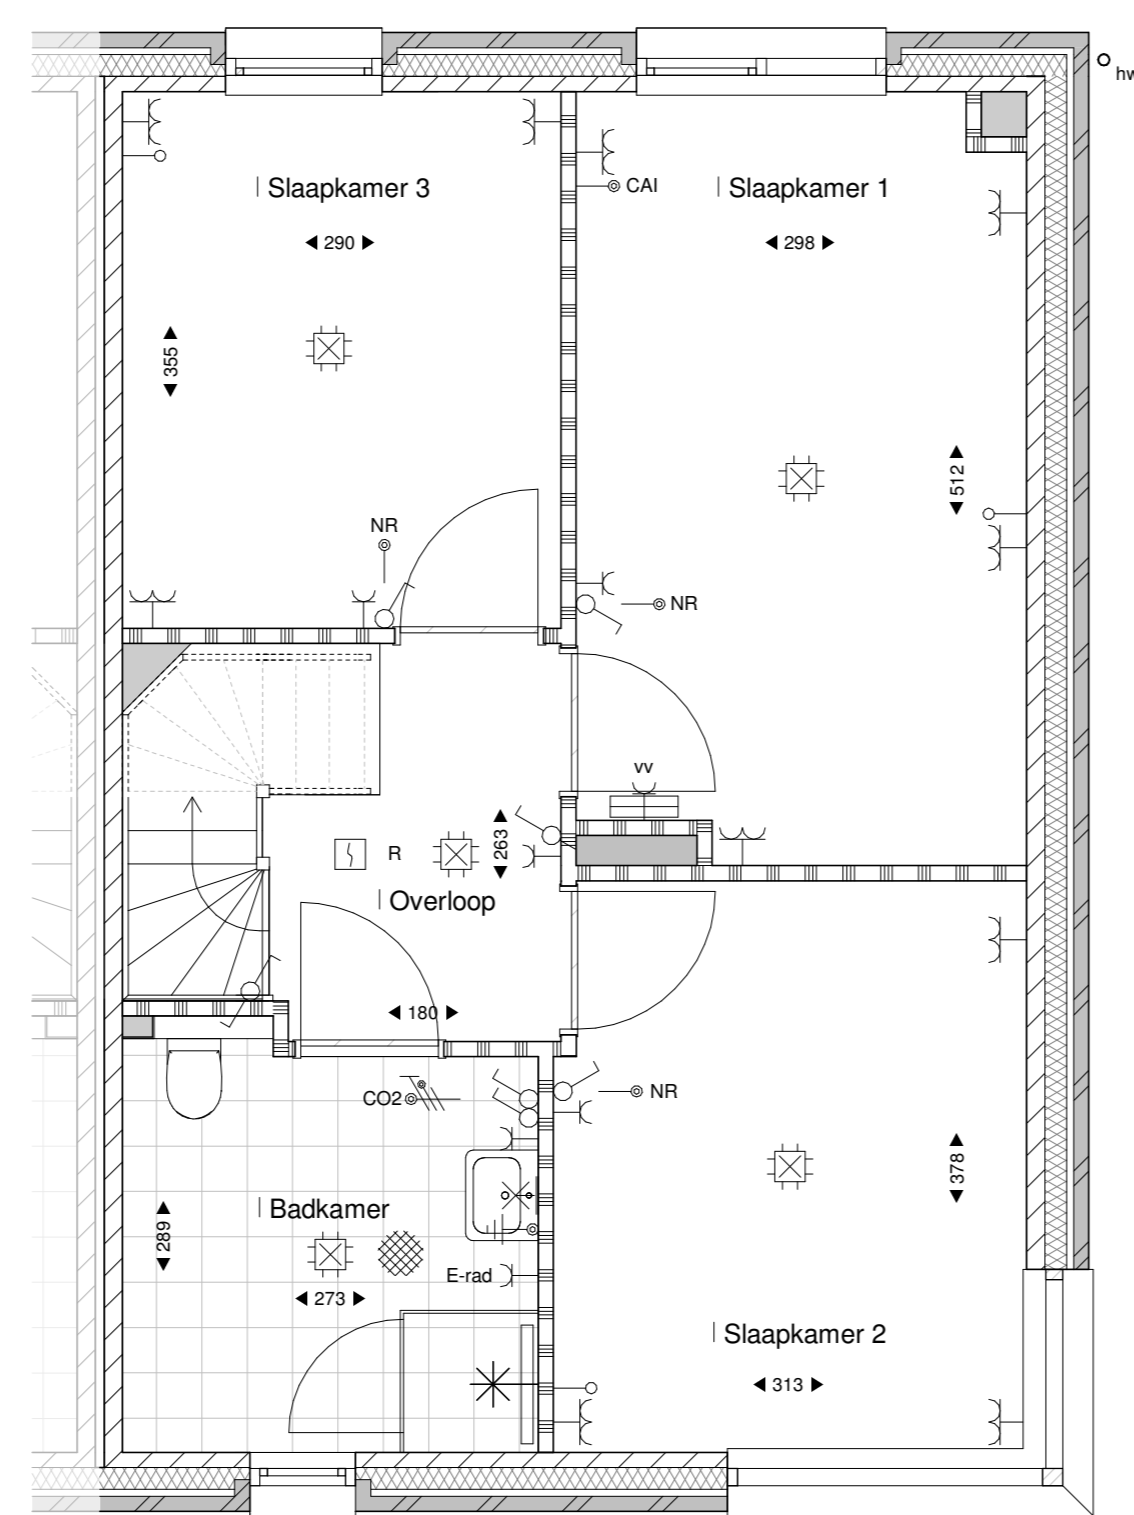 hw
Slaapkamer 3
CAI
Slaapkamer 1
290
298
355
512
NR
NR
vv
R
263
Overloop
180
CO2
NR
378
Badkamer
289
E-rad
273
Slaapkamer 2
313